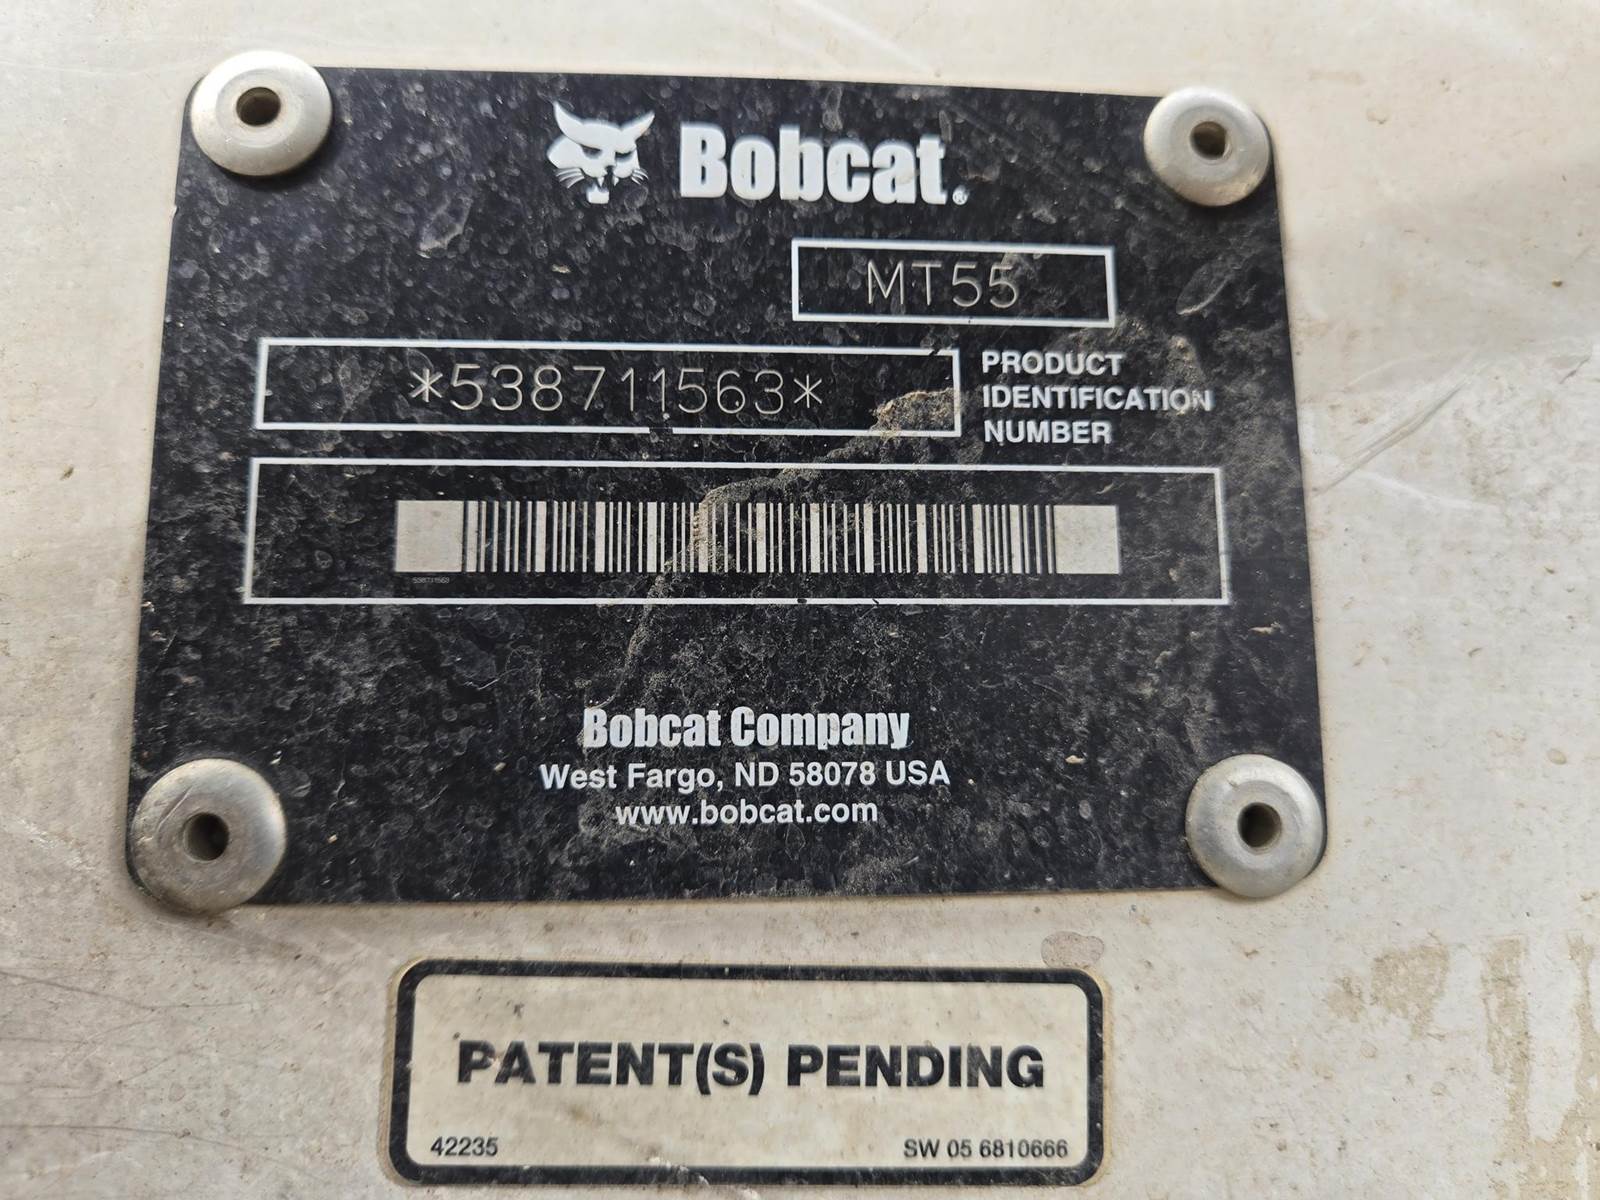 Bobcat®
MT55
*538711563*
PRODUCT
IDENTIFICATION
NUMBER
538711563
Bobcat Company
West Fargo, ND 58078 USA
www.bobcat.com
PATENT(S) PENDING
42235
SW 05 6810666